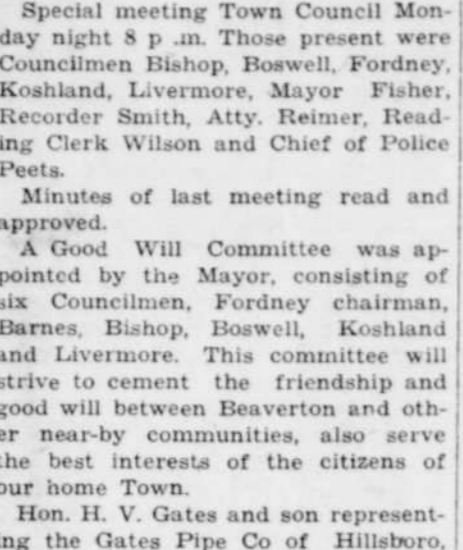 Special meeting Town Council Mon-
day night 8 p .m. Those present were
Councilmen Bishop, Boswell, Fordney,
Koshland, Livermore, Mayor Fisher,
Recorder Smith, Atty. Reimer, Read-
ing Clerk Wilson and Chief of Police
Peets.
Minutes of last meeting read and
approved.
A Good Will Committee was ap-
pointed by the Mayor, consisting of
six Councilmen, Fordney chairman,
Barnes, Bishop, Boswell, Koshland
and Livermore. This committee will
strive to cement the friendship and
good will between Beaverton and oth-
er near-by communities, also serve
the best interests of the citizens of
our home Town.
Hon. H. V. Gates and son represent-
ing the Gates Pipe Co of Hillsboro,